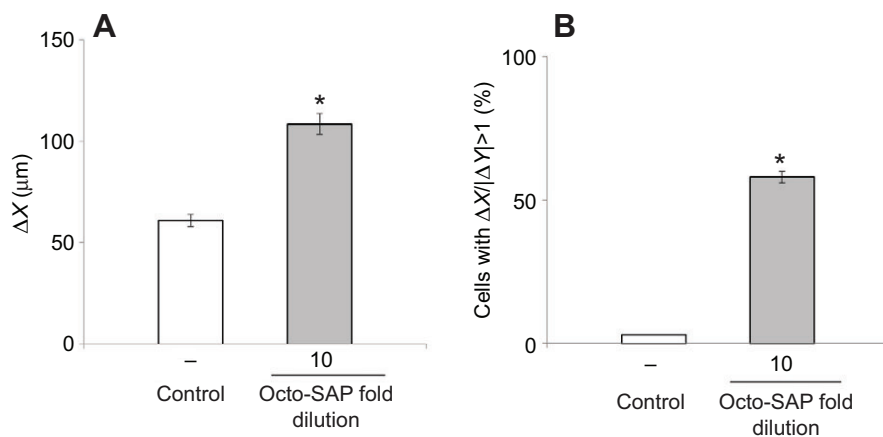 A
150
100
50
0
ΔX (μm)
*
–
10
Control
Octo-SAP fold
dilution
B
100
50
0
Cells with ΔX/|ΔY|>1 (%)
*
–
10
Control
Octo-SAP fold
dilution